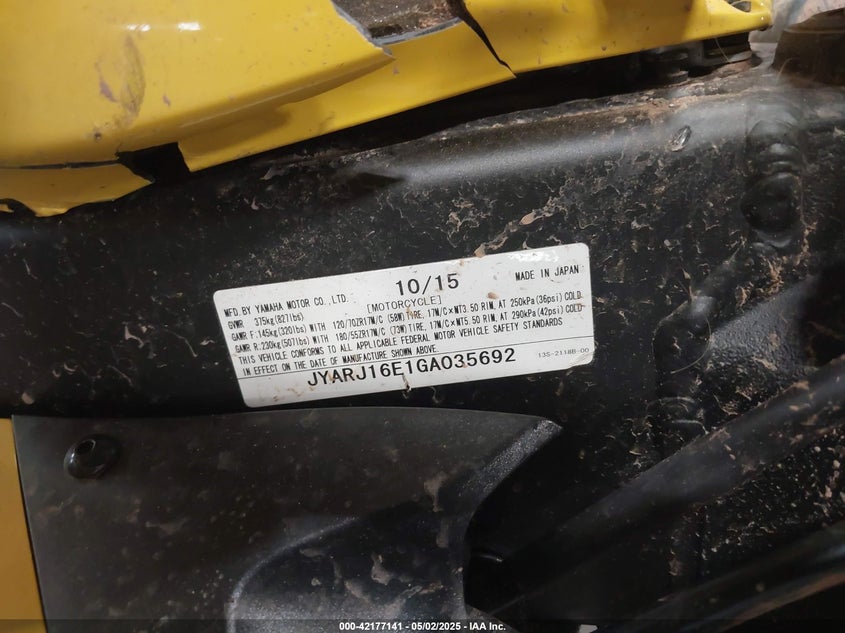 10/15
MADE IN JAPAN
MFD.BY YAMAHA MOTOR CO.,LTD.
[MOTORCYCLE]
GVWR 375kg(827lbs)
GAWR F:145kg(320lbs) WITH 120/70ZR17M/C (58W)TIRE, 17M/C×MT3.50 RIM, AT 250kPa(36psi)COLD
GAWR R:230kg(507lbs) WITH 180/55ZR17M/C (73W)TIRE, 17M/C×MT5.50 RIM, AT 290kPa(42psi)COLD
THIS VEHICLE CONFORMS TO ALL APPLICABLE FEDERAL MOTOR VEHICLE SAFETY STANDARDS
IN EFFECT ON THE DATE OF MANUFACTURE SHOWN ABOVE.
JYARJ16E1GA035692
13S-2118B-00
000-42177141 - 05/02/2025 - IAA Inc.